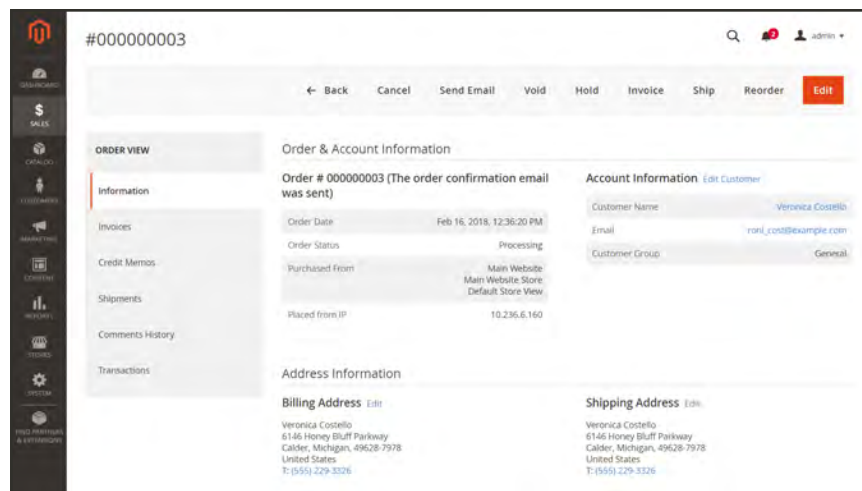 #000000003
2
admin
DASHBOARD
SALES
CATALOG
CUSTOMERS
MARKETING
CONTENT
REPORTS
STORES
SYSTEM
FIND PARTNERS
& EXTENSIONS
← Back Cancel Send Email Void Hold Invoice Ship Reorder Edit
ORDER VIEW
Information
Invoices
Credit Memos
Shipments
Comments History
Transactions
Order & Account Information
Order # 000000003 (The order confirmation email
was sent)
Order Date Feb 16, 2018, 12:36:20 PM
Order Status Processing
Purchased From Main Website
Main Website Store
Default Store View
Placed from IP 10.236.6.160
Account Information Edit Customer
Customer Name Veronica Costello
Email roni_cost@example.com
Customer Group General
Address Information
Billing Address Edit
Veronica Costello
6146 Honey Bluff Parkway
Calder, Michigan, 49628-7978
United States
T: (555) 229-3326
Shipping Address Edit
Veronica Costello
6146 Honey Bluff Parkway
Calder, Michigan, 49628-7978
United States
T: (555) 229-3326